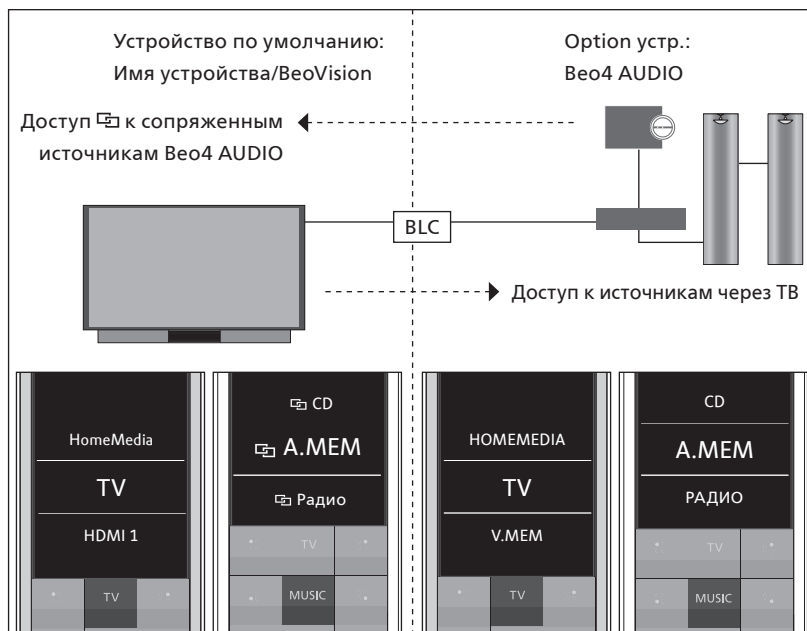 Устройство по умолчанию:
Имя устройства/BeoVision
Option устр.:
Beo4 AUDIO
Доступ к сопряженным
источникам Beo4 AUDIO
BLC
Доступ к источникам через ТВ
HomeMedia
TV
HDMI 1
TV
CD
A.MEM
Радио
TV
MUSIC
HOMEMEDIA
TV
V.MEM
TV
CD
A.MEM
РАДИО
TV
MUSIC